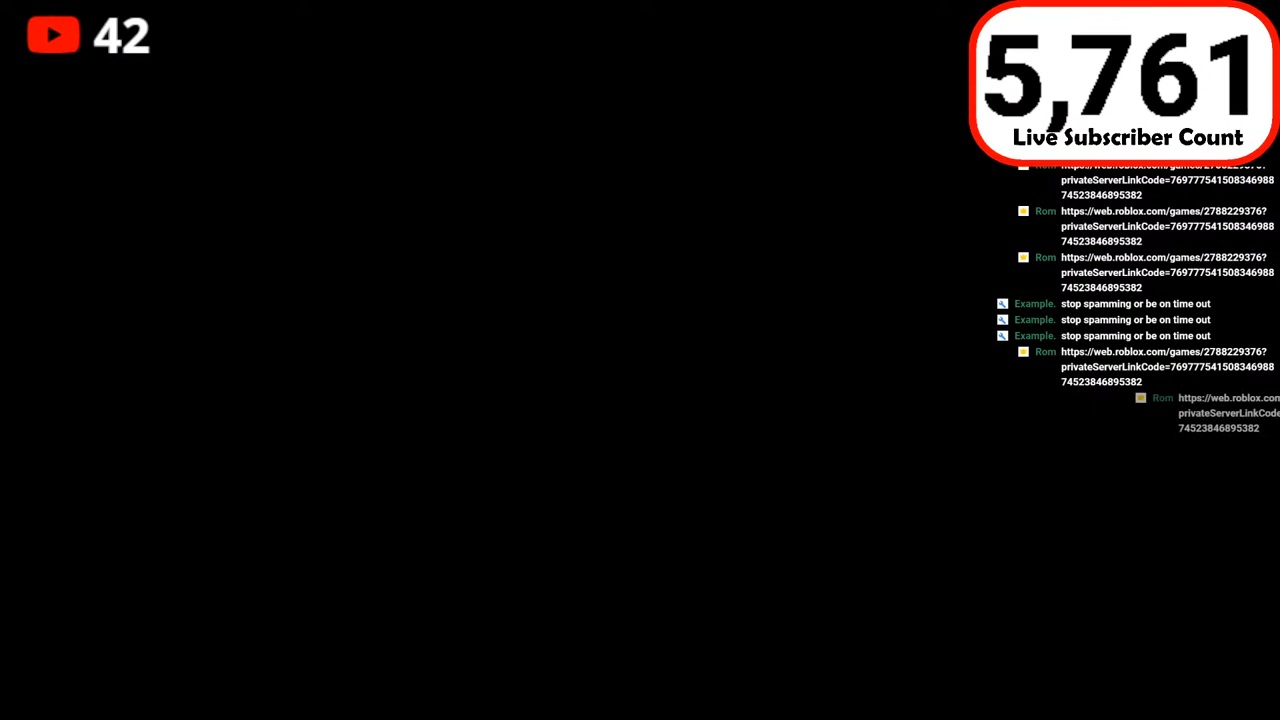 42
5,761
Live Subscriber Count
privateServerLinkCode=769777541508346988
74523846895382
Rom https://web.roblox.com/games/2788229376?
privateServerLinkCode=769777541508346988
74523846895382
Rom https://web.roblox.com/games/2788229376?
privateServerLinkCode=769777541508346988
74523846895382
Example. stop spamming or be on time out
Example. stop spamming or be on time out
Example. stop spamming or be on time out
Rom https://web.roblox.com/games/2788229376?
privateServerLinkCode=769777541508346988
74523846895382
Rom https://web.roblox.com
privateServerLinkCode
74523846895382